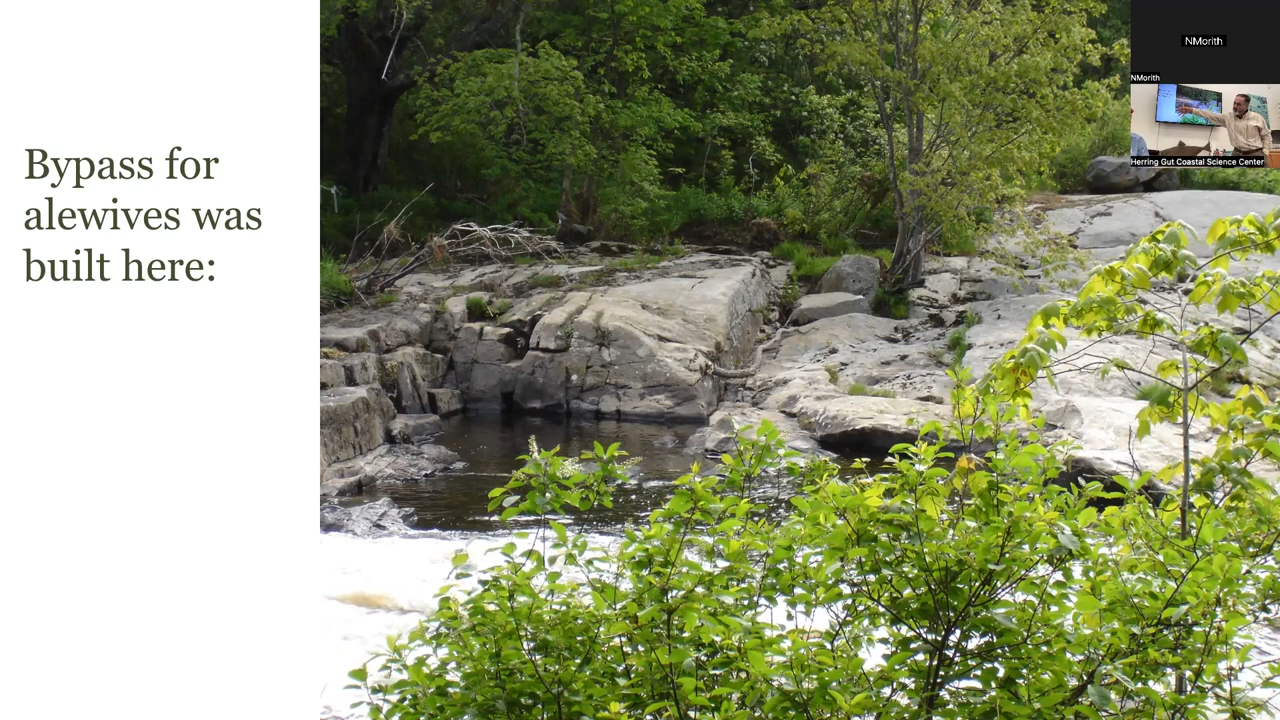 Bypass for
alewives was
built here:
NMorith
NMorith
Herring Gut Coastal Science Center